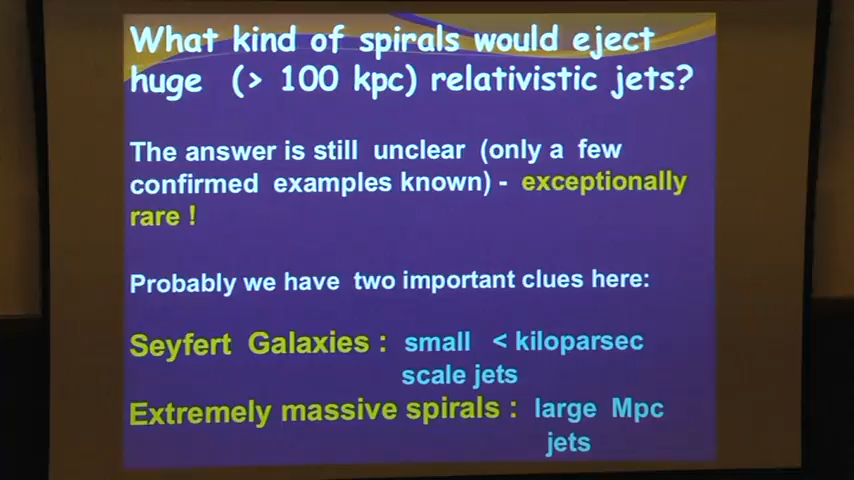 What kind of spirals would eject
huge (> 100 kpc) relativistic jets?
The answer is still unclear (only a few
confirmed examples known) - exceptionally
rare !
Probably we have two important clues here:
Seyfert Galaxies : small < kiloparsec
scale jets
Extremely massive spirals : large Mpc
jets